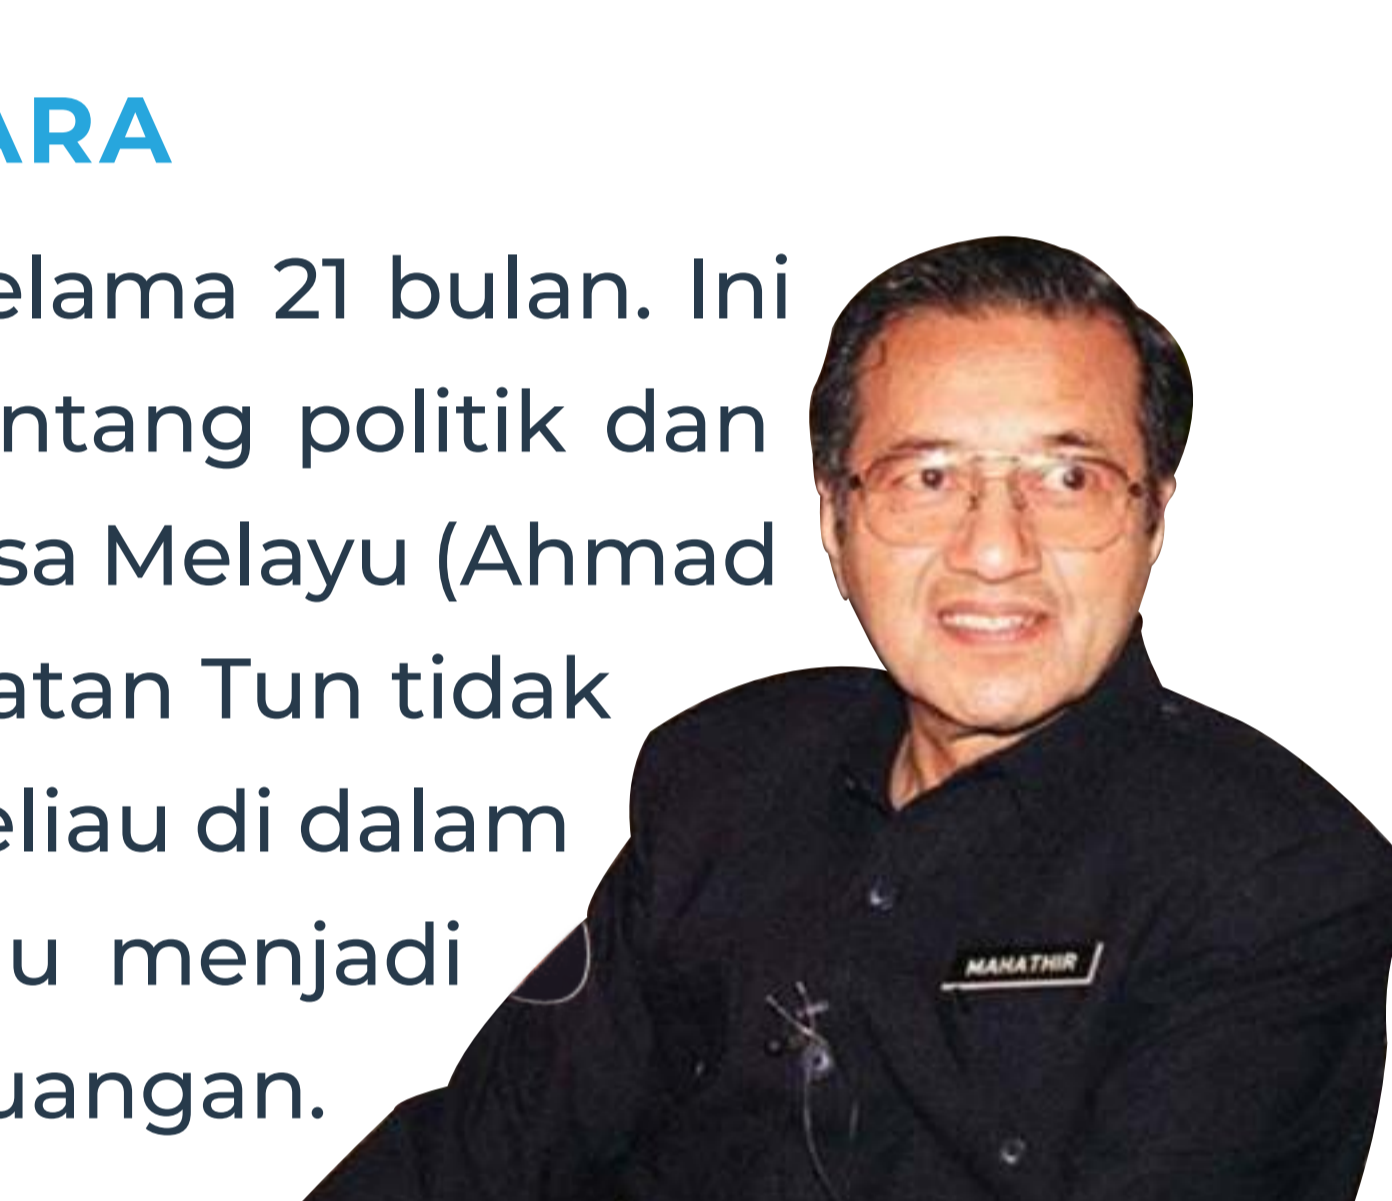 ARA
elama 21 bulan. Ini
ntang politik dan
sa Melayu (Ahmad
atan Tun tidak
eliau di dalam
u menjadi
uangan.
MAHATHIR